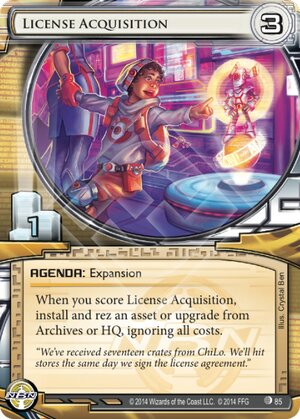 License Acquisition
3
1
AGENDA: Expansion
When you score License Acquisition,
install and rez an asset or upgrade from
Archives or HQ, ignoring all costs.
“We’ve received seventeen crates from ChiLo. We’ll hit
stores the same day we sign the license agreement.”
Illus. Crystal Ben
NBN
© 2014 Wizards of the Coast LLC. © 2014 FFG
85